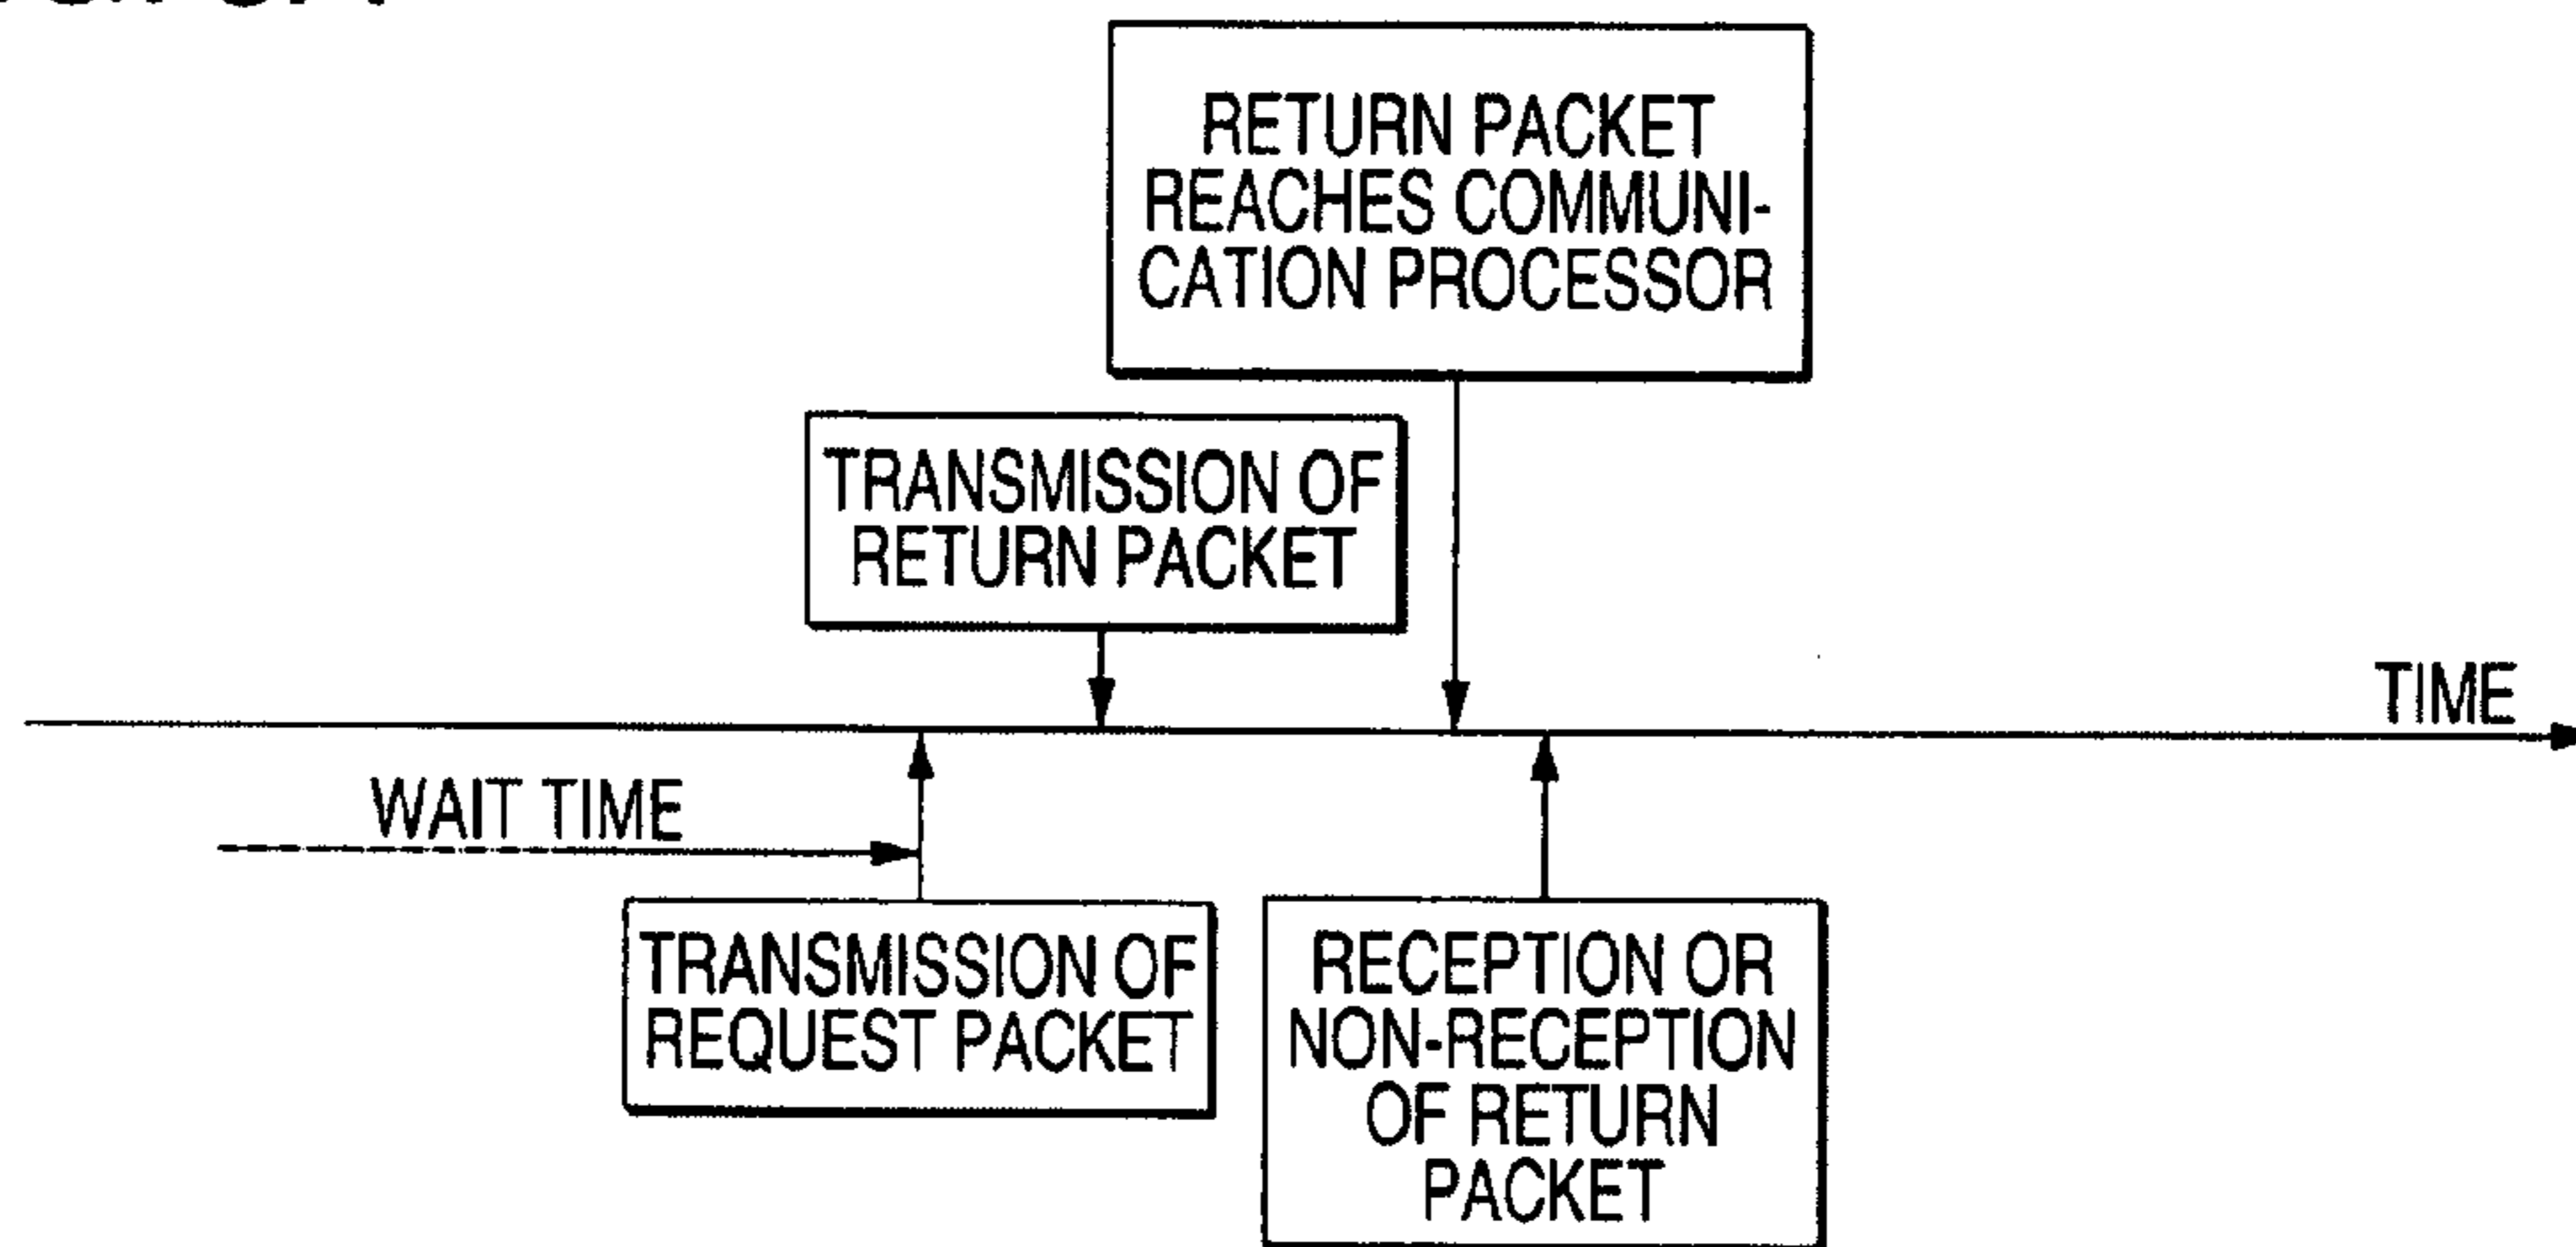 RETURN PACKET
REACHES COMMUNI-
CATION PROCESSOR
TRANSMISSION OF
RETURN PACKET
TIME
WAIT TIME
TRANSMISSION OF
REQUEST PACKET
RECEPTION OR
NON-RECEPTION
OF RETURN
PACKET